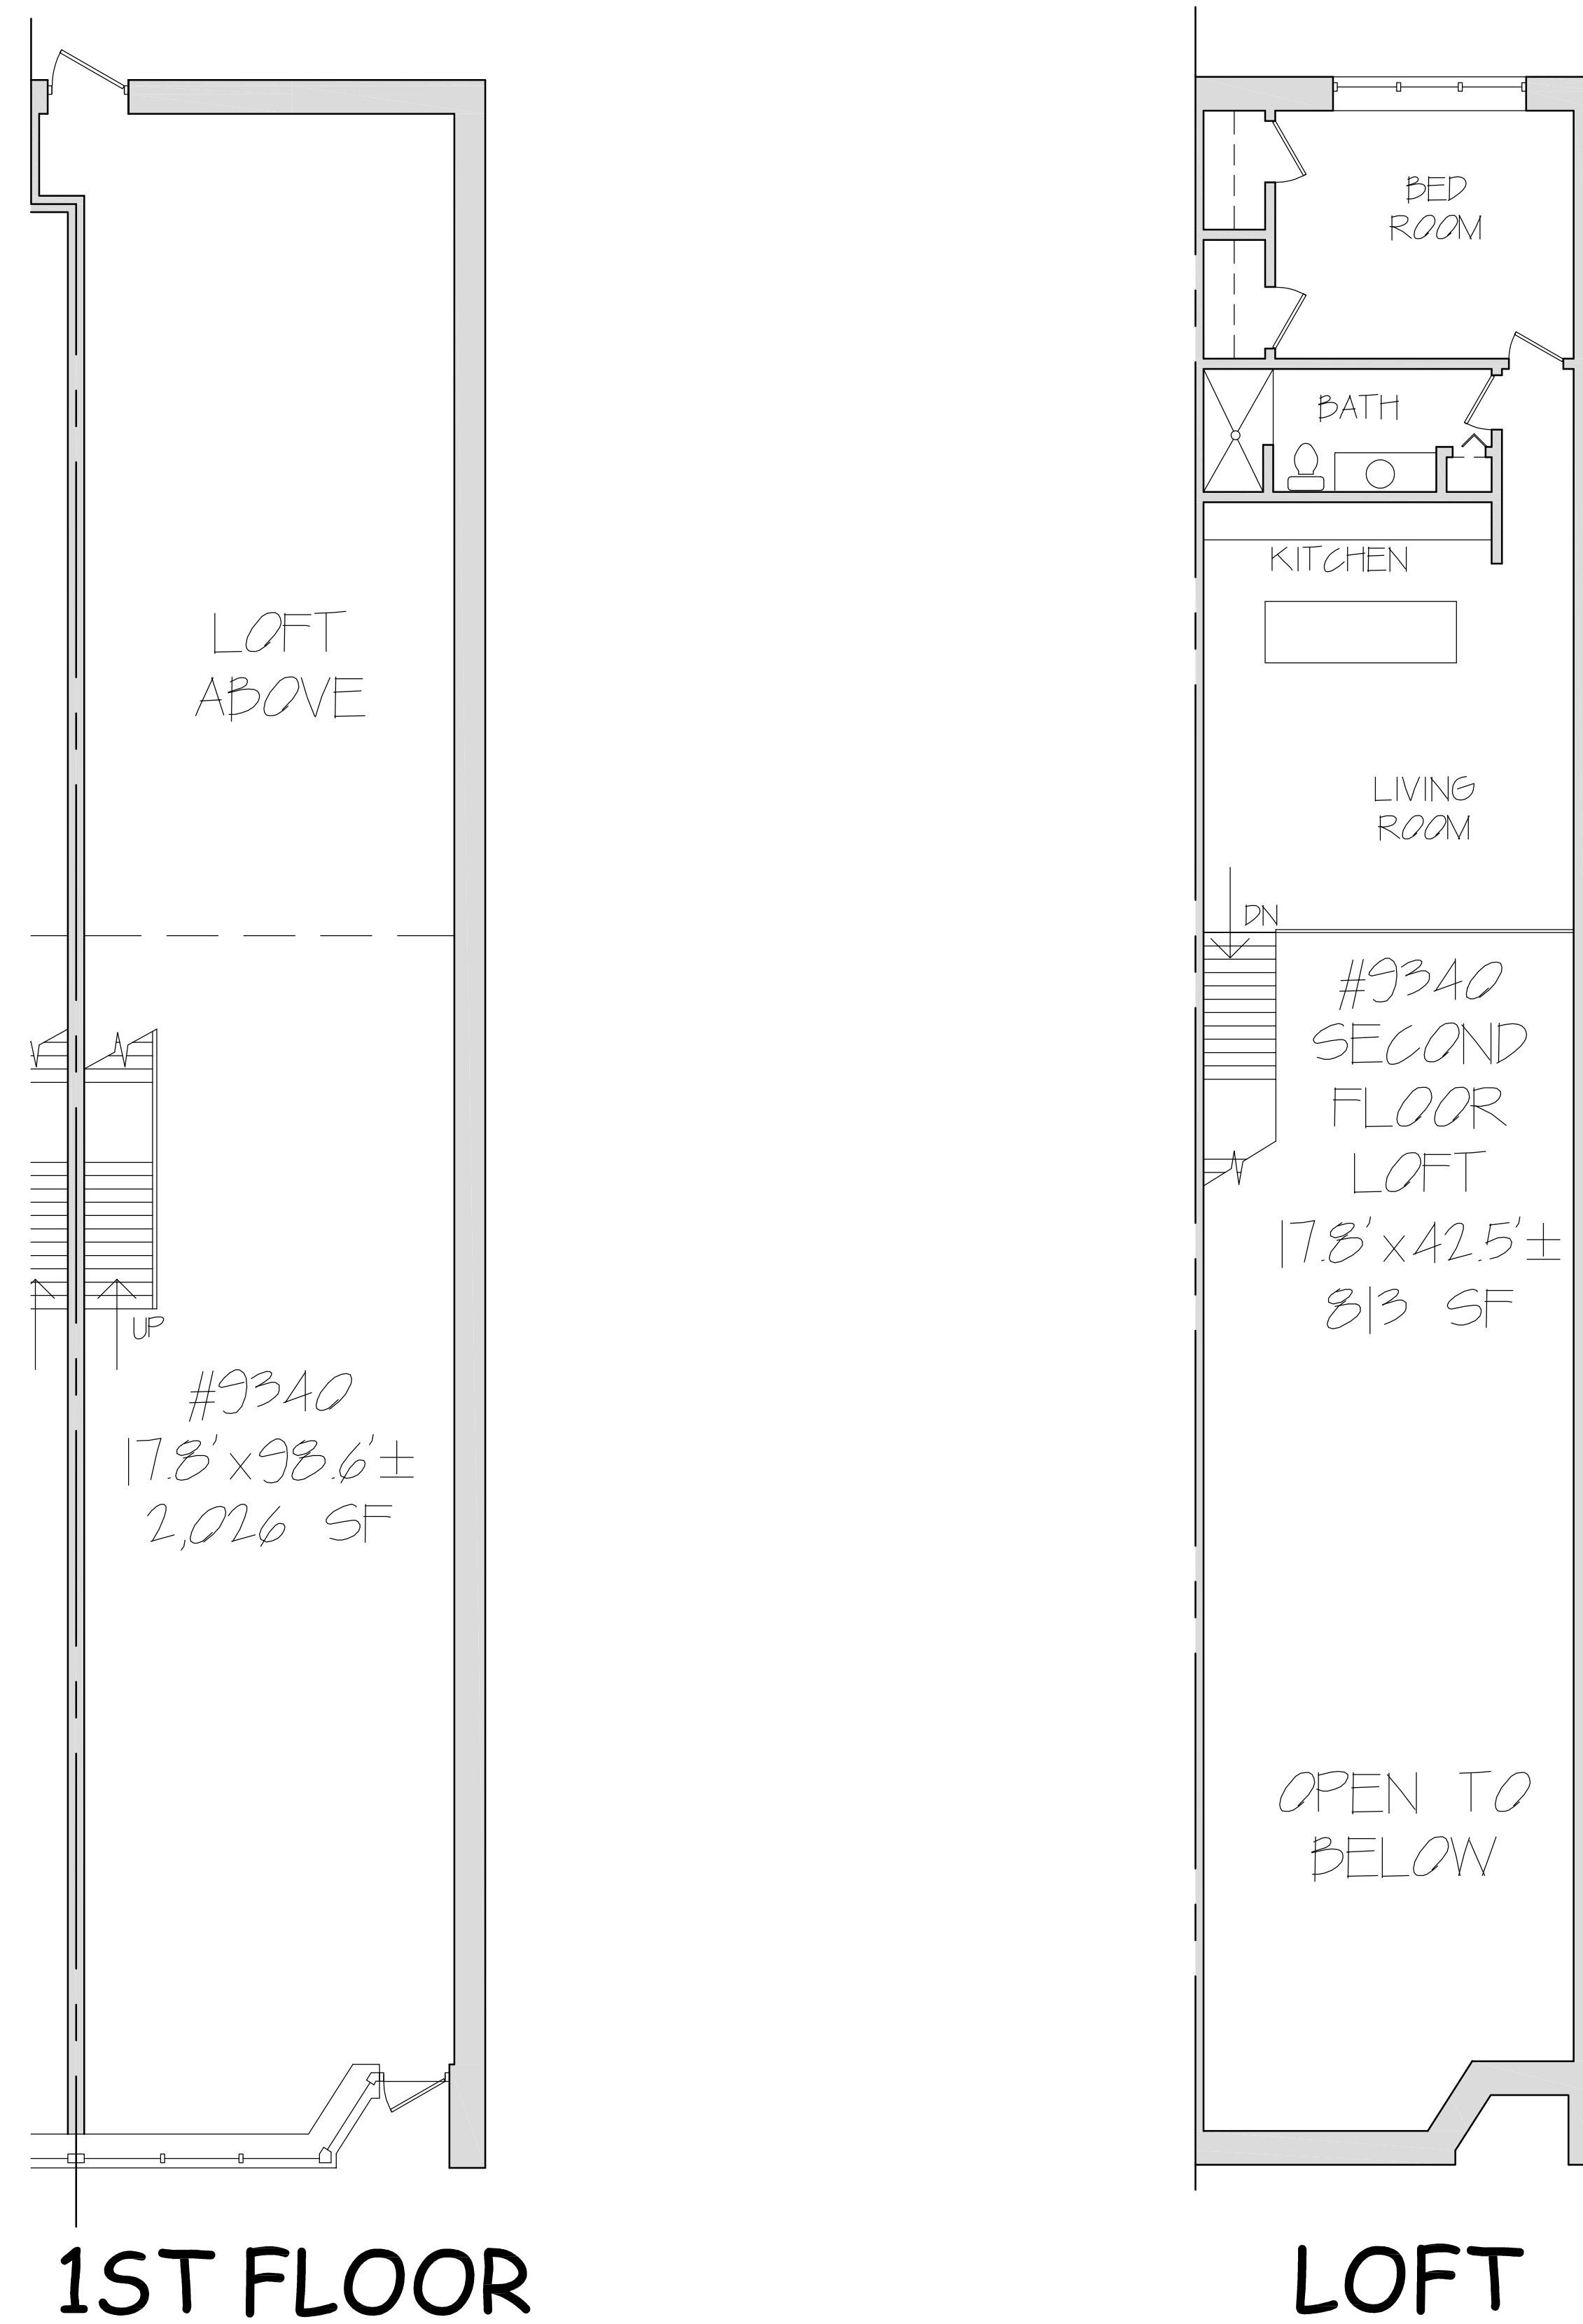 LOFT
ABOVE
UP
#9340
17.8'x98.6'±
2,026 SF
1ST FLOOR
BED
ROOM
BATH
KITCHEN
LIVING
ROOM
DN
#9340
SECOND
FLOOR
LOFT
17.8'x42.5'±
813 SF
OPEN TO
BELOW
LOFT